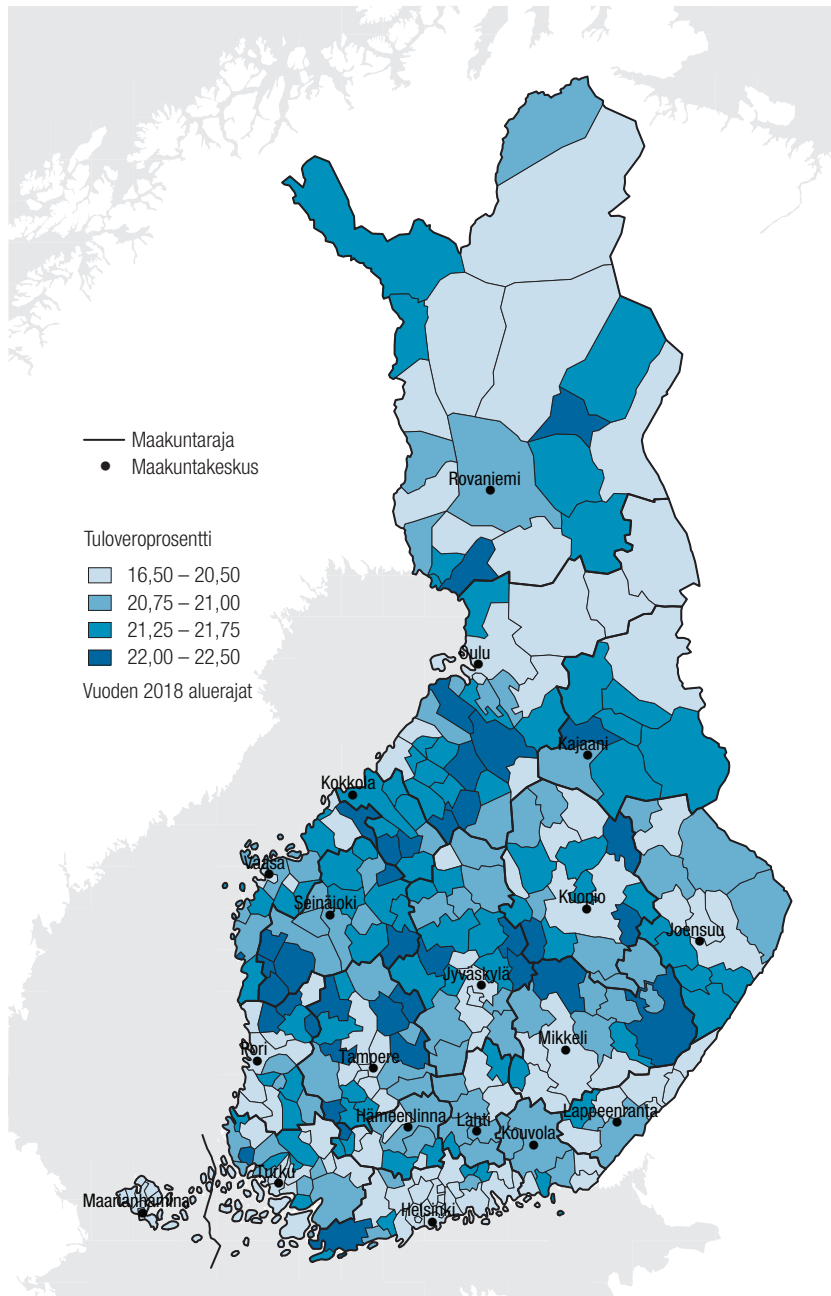 Maakuntaraja
Maakuntakeskus
Rovaniemi
Tuloveroprosentti
16,50 – 20,50
20,75 – 21,00
21,25 – 21,75
22,00 – 22,50
Vuoden 2018 aluerajat
Oulu
Kajaani
Kokkola
Vaasa
Seinäjoki
Kuopio
Joensuu
Jyväskylä
Mikkeli
Pori
Tampere
Hämeenlinna
Lahti
Lappeenranta
Kouvola
Turku
Maarianhamina
Helsinki